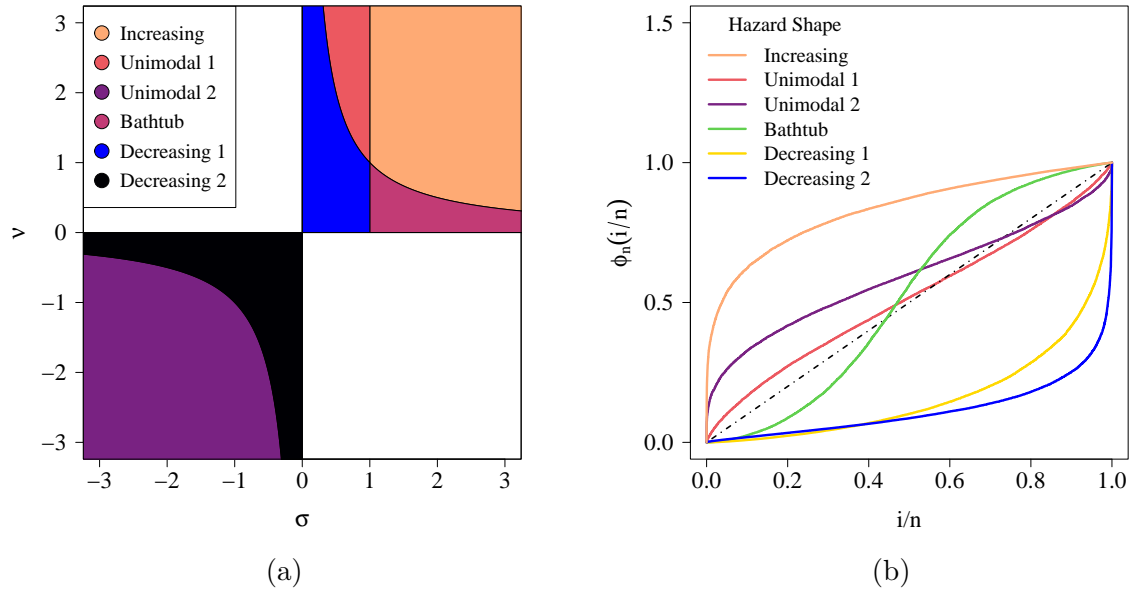 Increasing
Unimodal 1
Unimodal 2
Bathtub
Decreasing 1
Decreasing 2
3
2
1
0
−1
−2
−3
ν
−3 −2 −1 0 1 2 3
σ
(a)
Hazard Shape
Increasing
Unimodal 1
Unimodal 2
Bathtub
Decreasing 1
Decreasing 2
1.5
1.0
0.5
0.0
ϕn(i/n)
0.0 0.2 0.4 0.6 0.8 1.0
i/n
(b)